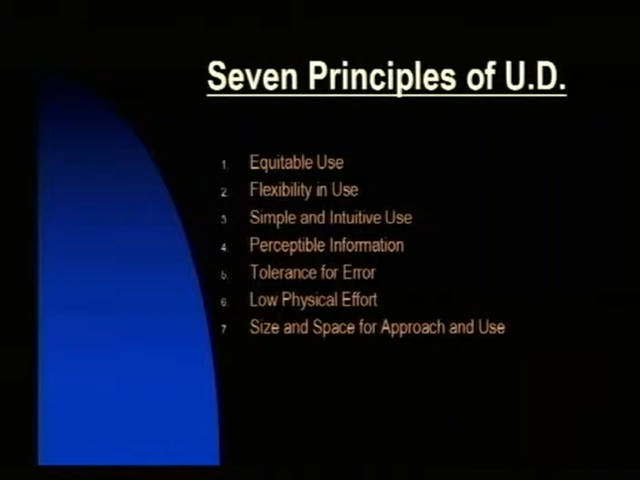 Seven Principles of U.D.
1. Equitable Use
2. Flexibility in Use
3. Simple and Intuitive Use
4. Perceptible Information
5. Tolerance for Error
6. Low Physical Effort
7 Size and Space for Approach and Use